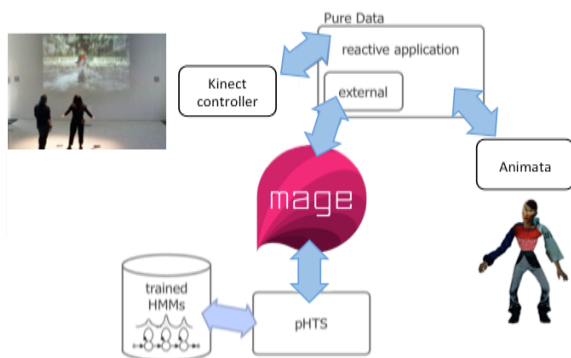 Pure Data
reactive application
external
Kinect
controller
Animata
mage
trained
HMMs
pHTS